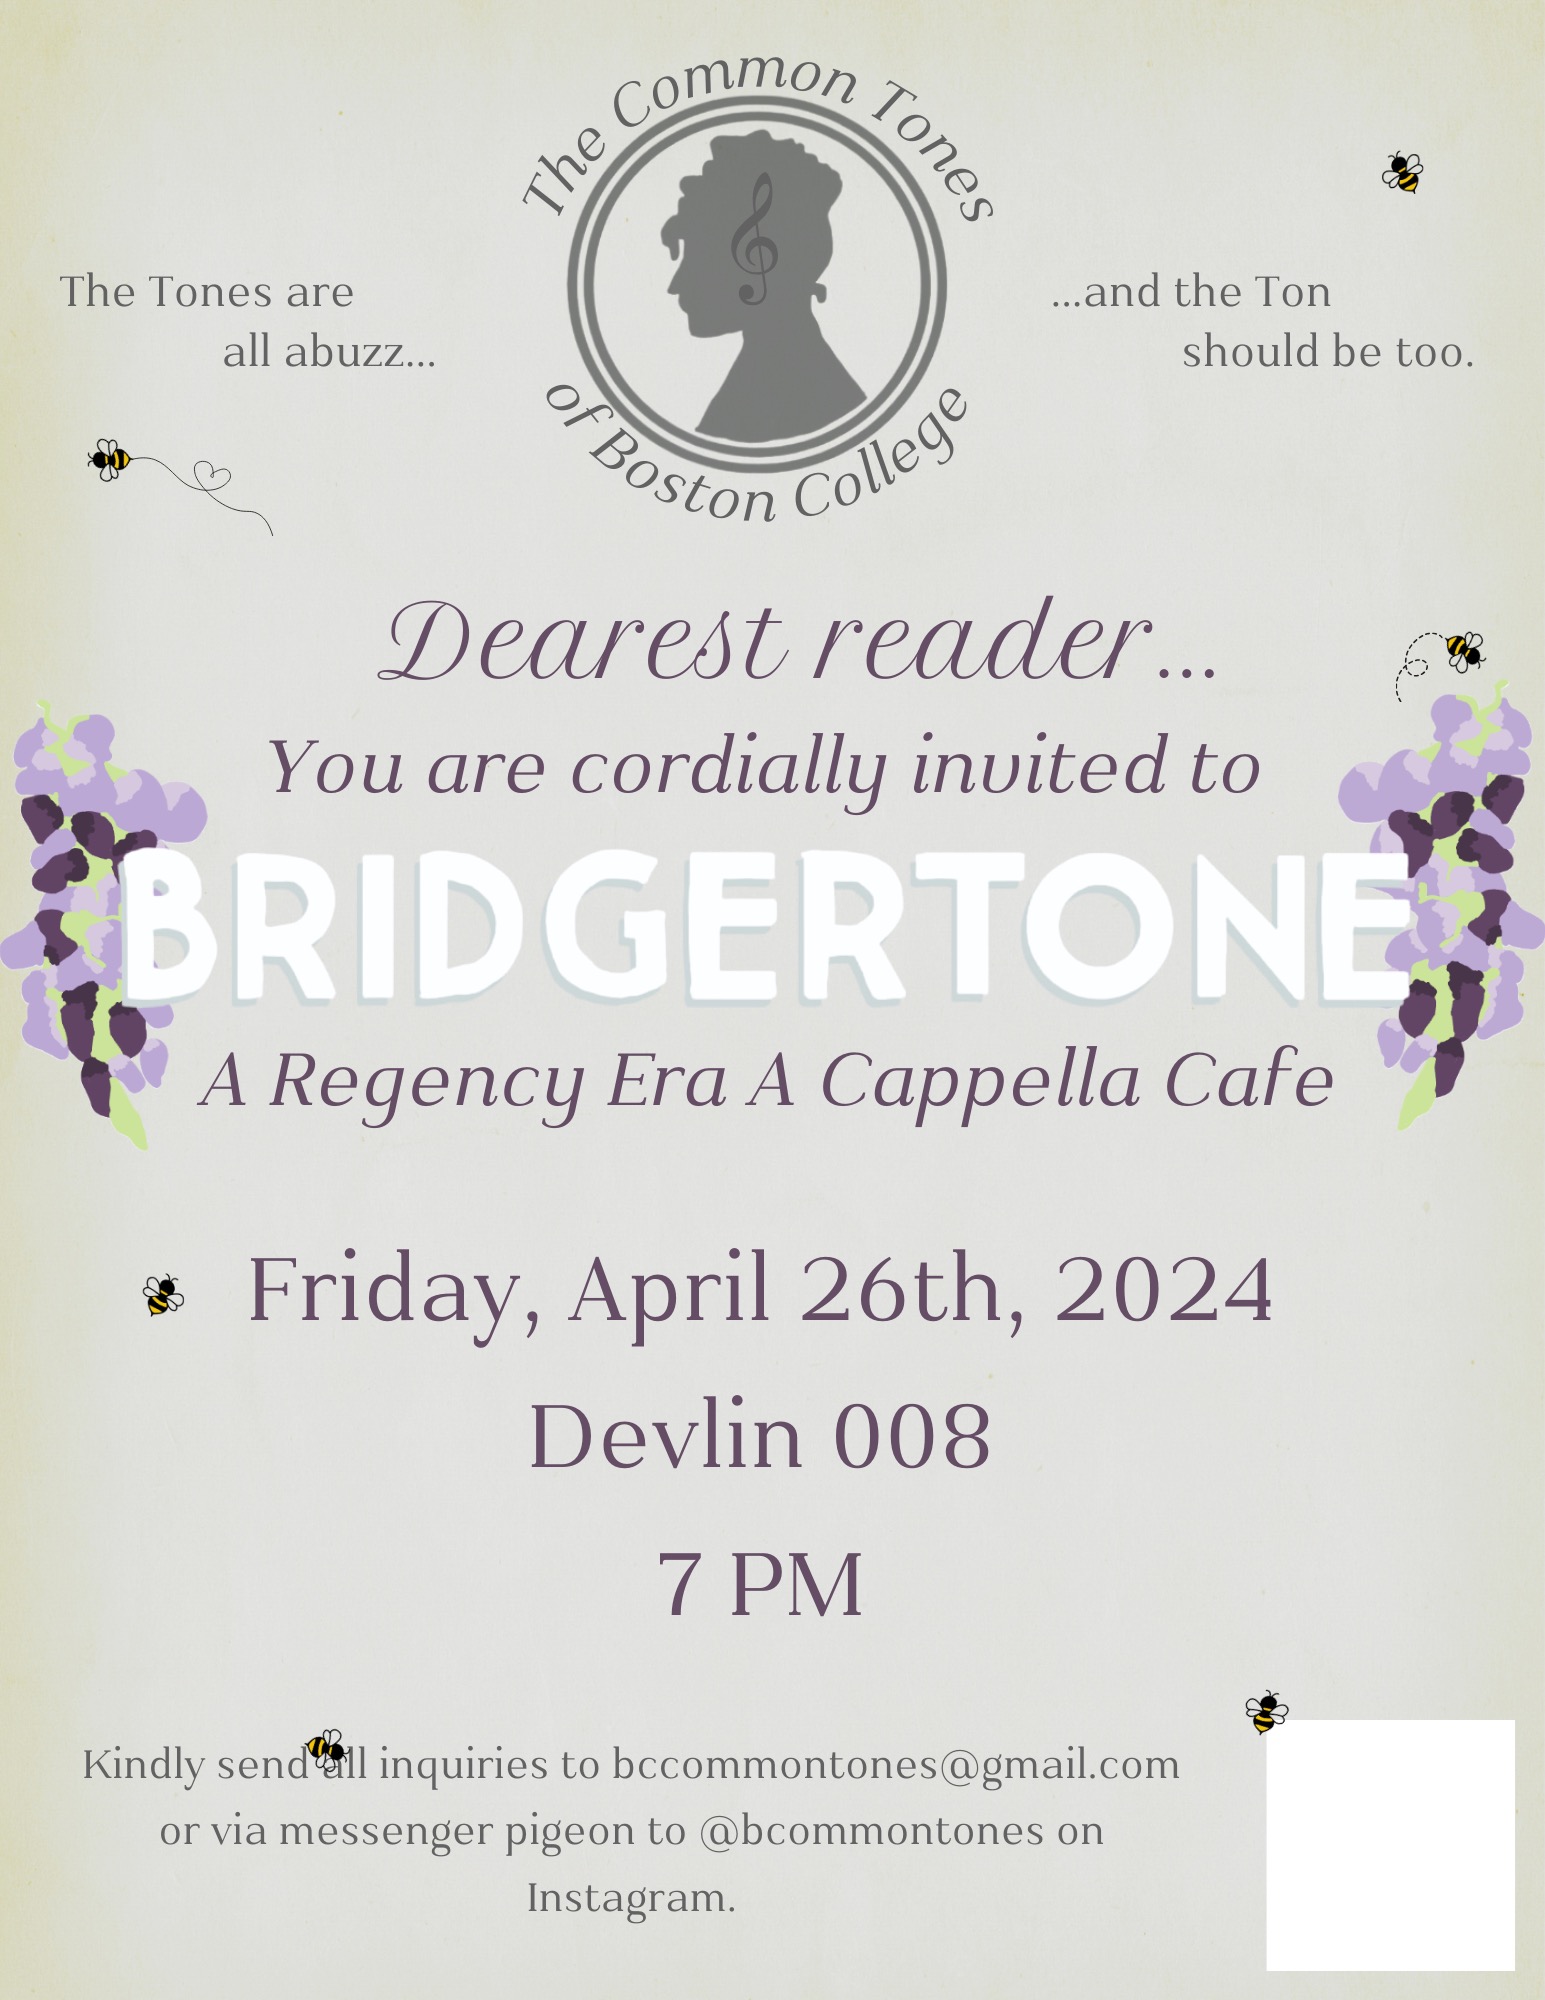 The Common Tones
of Boston College
The Tones are
all abuzz...
...and the Ton
should be too.
Dearest reader...
You are cordially invited to
BRIDGERTONE
A Regency Era A Cappella Cafe
Friday, April 26th, 2024
Devlin 008
7 PM
Kindly send all inquiries to bccommontones@gmail.com
or via messenger pigeon to @bcommontones on
Instagram.